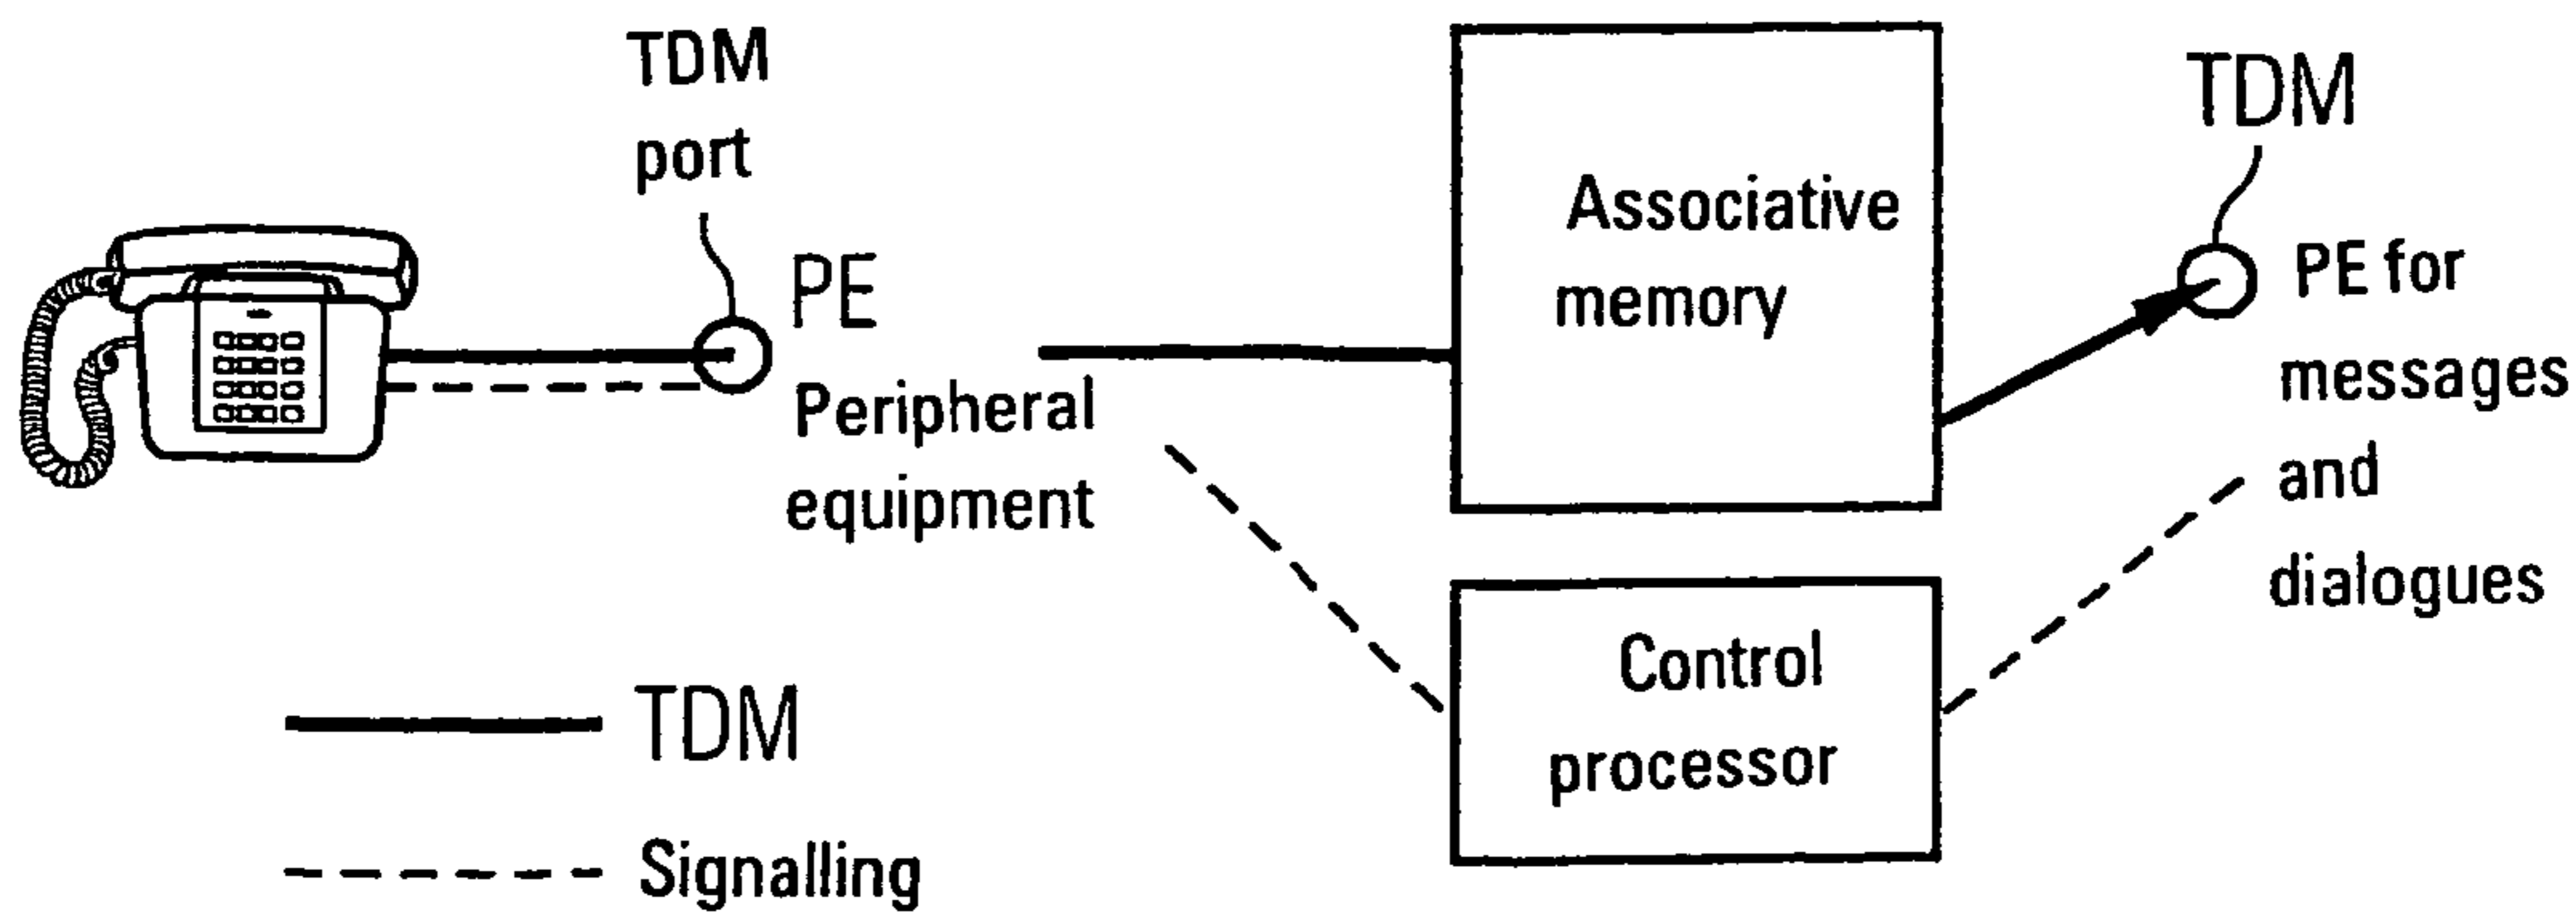 TDM
port
PE
Peripheral
equipment
Associative
memory
TDM
PE for
messages
and
dialogues
Control
processor
TDM
Signalling